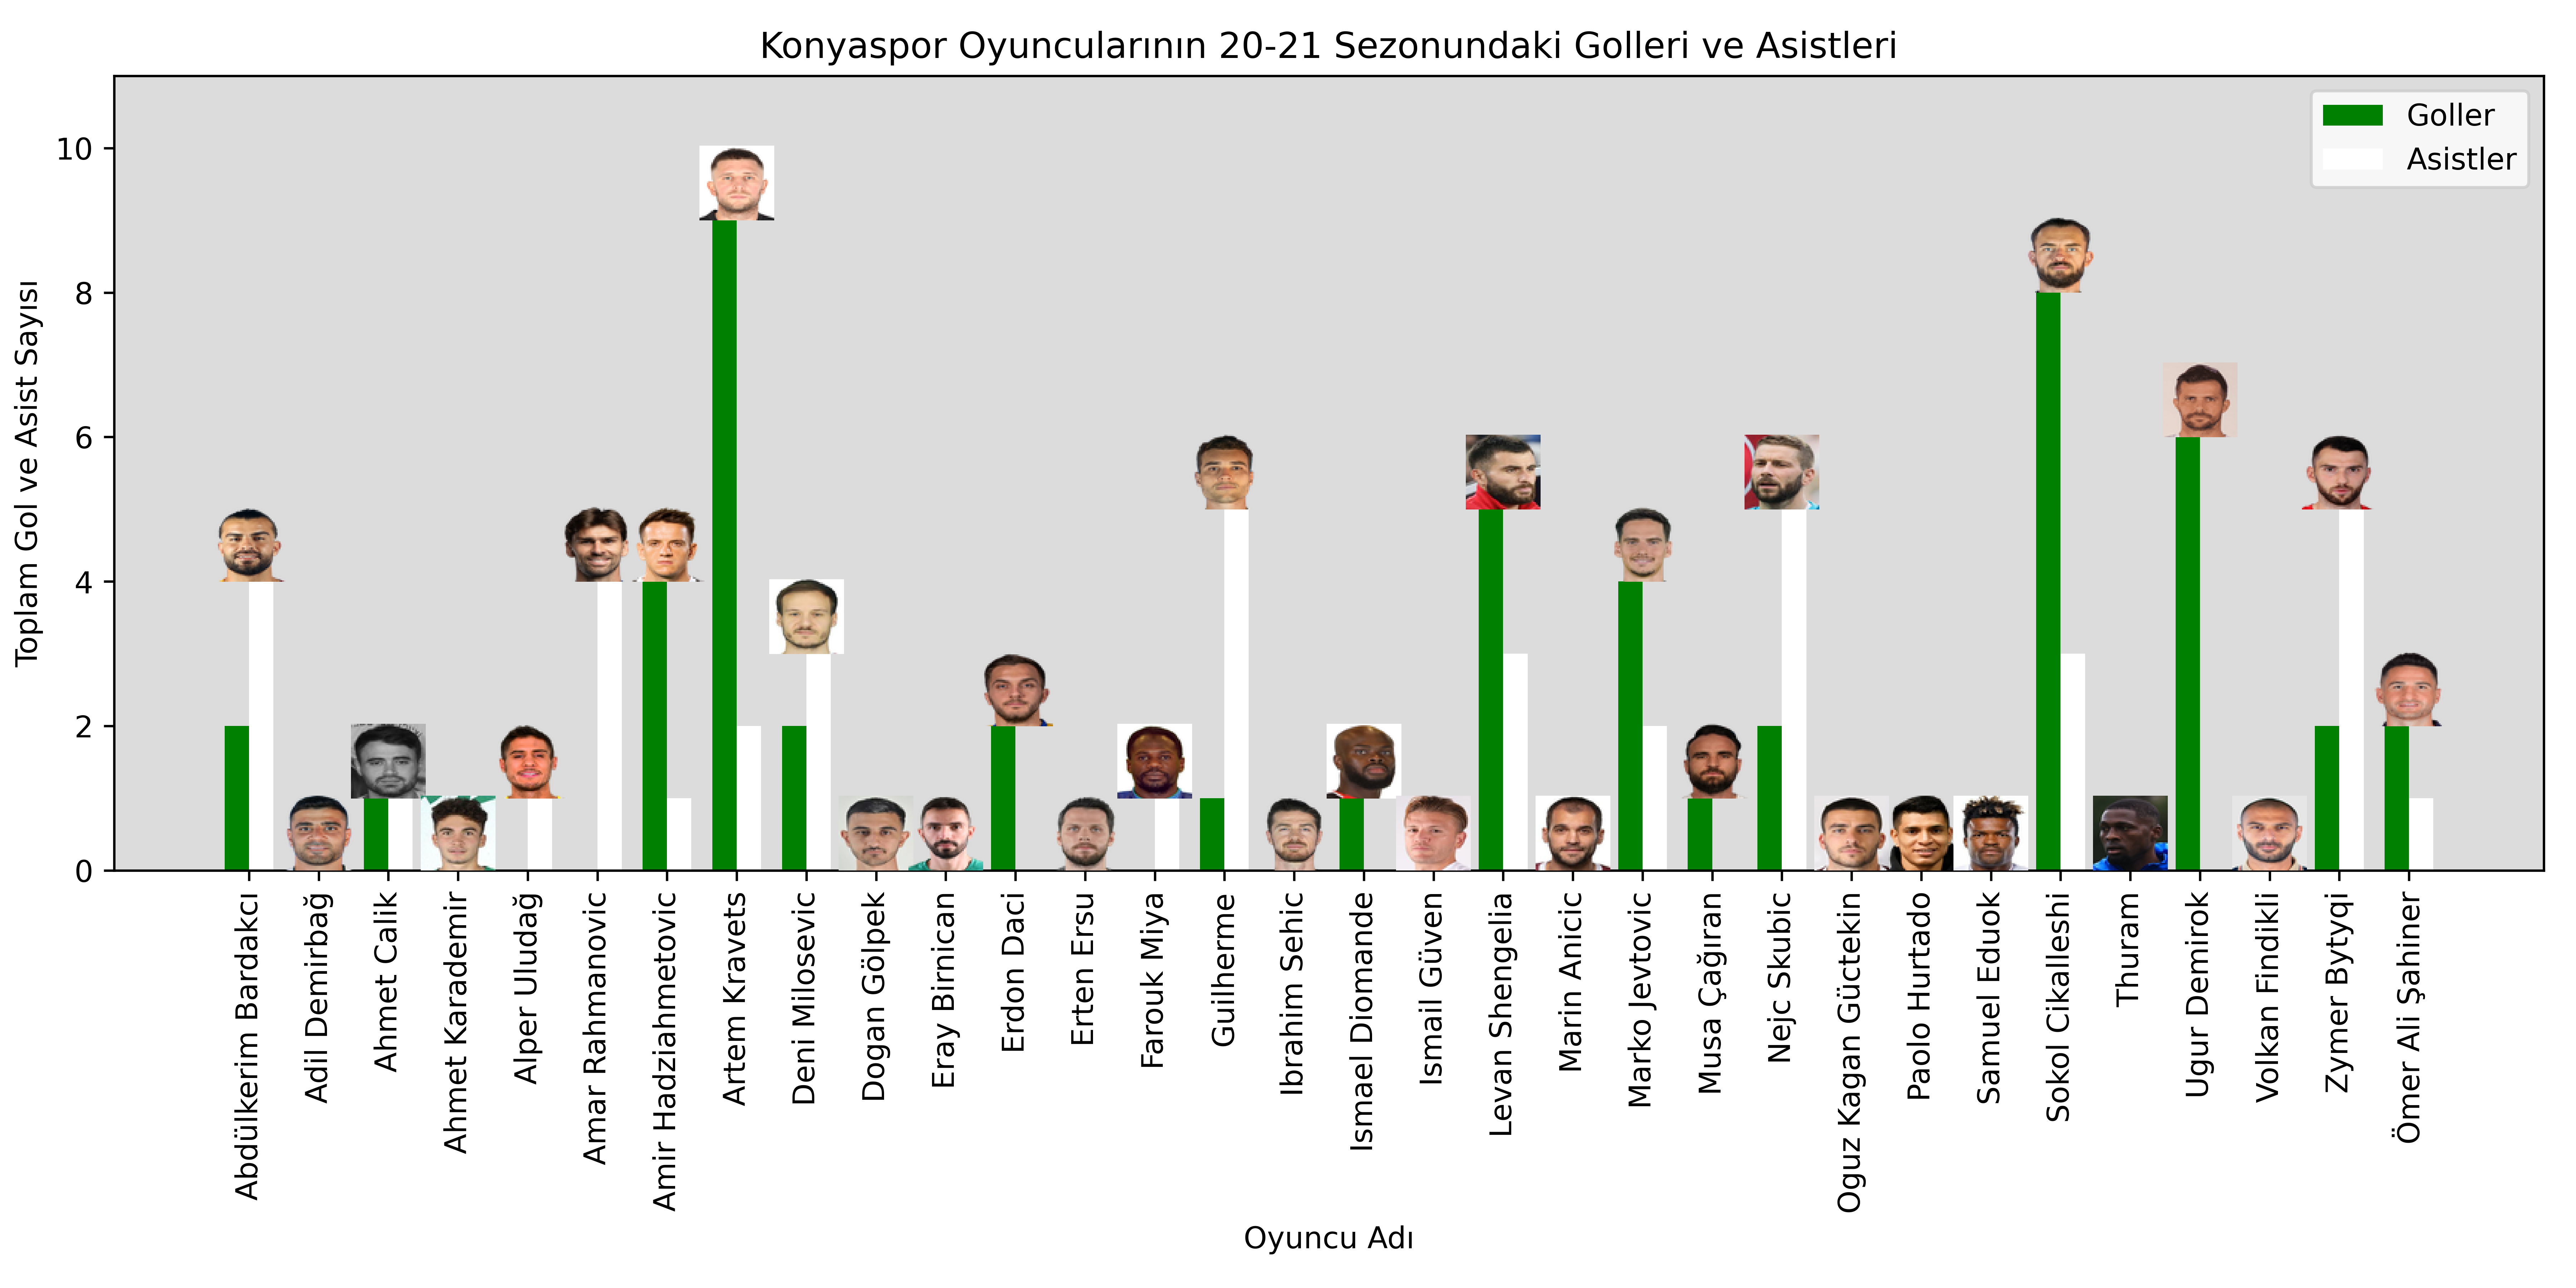 Konyaspor Oyuncularının 20-21 Sezonundaki Golleri ve Asistleri
Goller
Asistler
Toplam Gol ve Asist Sayısı
10
8
6
4
2
0
Abdülkerim Bardakcı
Adil Demirbağ
Ahmet Calik
Ahmet Karademir
Alper Uludağ
Amar Rahmanovic
Amir Hadziahmetovic
Artem Kravets
Deni Milosevic
Dogan Gölpek
Eray Birnican
Erdon Daci
Erten Ersu
Farouk Miya
Guilherme
Ibrahim Sehic
Ismael Diomande
Ismail Güven
Levan Shengelia
Marin Anicic
Marko Jevtovic
Musa Çağıran
Nejc Skubic
Oguz Kagan Güctekin
Paolo Hurtado
Samuel Eduok
Sokol Cikalleshi
Thuram
Ugur Demirok
Volkan Findikli
Zymer Bytyqi
Ömer Ali Şahiner
Oyuncu Adı